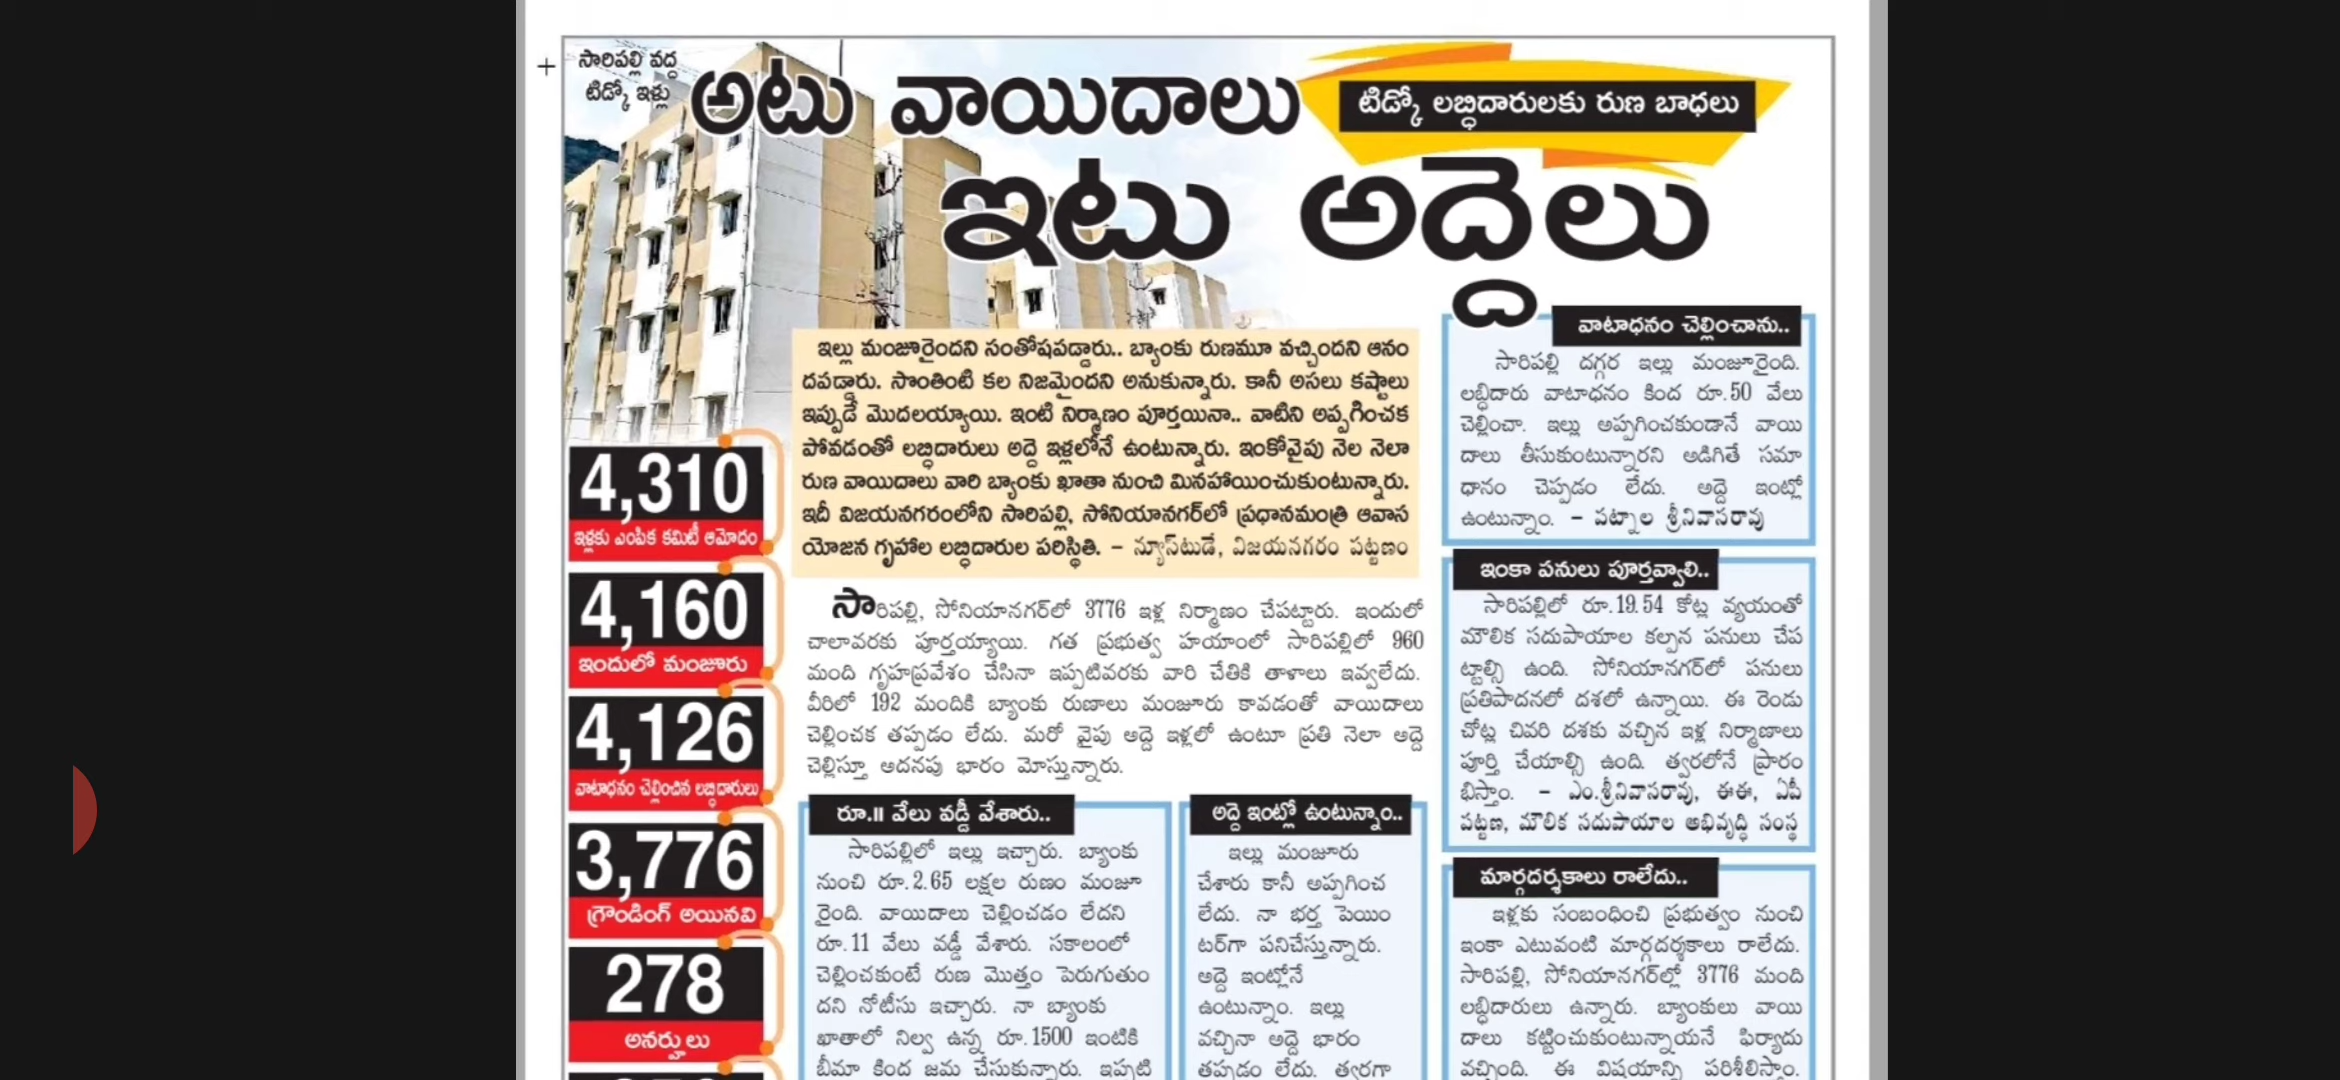 సారిపల్లి వద్ద
టిడ్కో ఇళ్లు
అటు వాయిదాలు
టిడ్కో లబ్ధిదారులకు రుణ బాధలు
ఇటు అద్దెలు
ఇల్లు మంజూరైందని సంతోషపడ్డారు.. బ్యాంకు రుణమూ వచ్చిందని ఆనం
దపడ్డారు. సొంతింటి కల నిజమైందని అనుకున్నారు. కానీ అసలు కష్టాలు
ఇప్పుడే మొదలయ్యాయి. ఇంటి నిర్మాణం పూర్తయినా.. వాటిని అప్పగించక
పోవడంతో లబ్ధిదారులు అద్దె ఇళ్లలోనే ఉంటున్నారు. ఇంకోవైపు నెల నెలా
రుణ వాయిదాలు వారి బ్యాంకు ఖాతా నుంచి మినహాయించుకుంటున్నారు.
ఇదీ విజయనగరంలోని సారిపల్లి, సోనియానగర్‌లో ప్రధానమంత్రి ఆవాస
యోజన గృహాల లబ్ధిదారుల పరిస్థితి. - న్యూస్‌టుడే, విజయనగరం పట్టణం
4,310
ఇళ్లకు ఎంపిక కమిటీ ఆమోదం
4,160
ఇందులో మంజూరు
4,126
వాటాధనం చెల్లించిన లబ్ధిదారులు
3,776
గ్రౌండింగ్ అయినవి
278
అనర్హులు
సారిపల్లి, సోనియానగర్‌లో 3776 ఇళ్ల నిర్మాణం చేపట్టారు. ఇందులో
చాలావరకు పూర్తయ్యాయి. గత ప్రభుత్వ హయాంలో సారిపల్లిలో 960
మంది గృహప్రవేశం చేసినా ఇప్పటివరకు వారి చేతికి తాళాలు ఇవ్వలేదు.
వీరిలో 192 మందికి బ్యాంకు రుణాలు మంజూరు కావడంతో వాయిదాలు
చెల్లించక తప్పడం లేదు. మరో వైపు అద్దె ఇళ్లలో ఉంటూ ప్రతి నెలా అద్దె
చెల్లిస్తూ అదనపు భారం మోస్తున్నారు.
రూ.11 వేలు వడ్డీ వేశారు..
సారిపల్లిలో ఇల్లు ఇచ్చారు. బ్యాంకు
నుంచి రూ.2.65 లక్షల రుణం మంజూ
రైంది. వాయిదాలు చెల్లించడం లేదని
రూ.11 వేలు వడ్డీ వేశారు. సకాలంలో
చెల్లించకుంటే రుణ మొత్తం పెరుగుతుం
దని నోటీసు ఇచ్చారు. నా బ్యాంకు
ఖాతాలో నిల్వ ఉన్న రూ.1500 ఇంటికి
బీమా కింద జమ చేసుకున్నారు. ఇప్పటి
అద్దె ఇంట్లో ఉంటున్నాం..
ఇల్లు మంజూరు
చేశారు కానీ అప్పగించ
లేదు. నా భర్త పెయిం
టర్‌గా పనిచేస్తున్నారు.
అద్దె ఇంట్లోనే
ఉంటున్నాం. ఇల్లు
వచ్చినా అద్దె భారం
తప్పడం లేదు. త్వరగా
వాటాధనం చెల్లించాను..
సారిపల్లి దగ్గర ఇల్లు మంజూరైంది.
లబ్ధిదారు వాటాధనం కింద రూ.50 వేలు
చెల్లించా. ఇల్లు అప్పగించకుండానే వాయి
దాలు తీసుకుంటున్నారని అడిగితే సమా
ధానం చెప్పడం లేదు. అద్దె ఇంట్లో
ఉంటున్నాం. - పట్నాల శ్రీనివాసరావు
ఇంకా పనులు పూర్తవ్వాలి..
సారిపల్లిలో రూ.19.54 కోట్ల వ్యయంతో
మౌలిక సదుపాయాల కల్పన పనులు చేప
ట్టాల్సి ఉంది. సోనియానగర్‌లో పనులు
ప్రతిపాదనలో దశలో ఉన్నాయి. ఈ రెండు
చోట్ల చివరి దశకు వచ్చిన ఇళ్ల నిర్మాణాలు
పూర్తి చేయాల్సి ఉంది. త్వరలోనే ప్రారం
భిస్తాం. - ఎం.శ్రీనివాసరావు, ఈఈ, ఏపీ
పట్టణ, మౌలిక సదుపాయాల అభివృద్ధి సంస్థ
మార్గదర్శకాలు రాలేదు..
ఇళ్లకు సంబంధించి ప్రభుత్వం నుంచి
ఇంకా ఎటువంటి మార్గదర్శకాలు రాలేదు.
సారిపల్లి, సోనియానగర్‌ల్లో 3776 మంది
లబ్ధిదారులు ఉన్నారు. బ్యాంకులు వాయి
దాలు కట్టించుకుంటున్నాయనే ఫిర్యాదు
వచ్చింది. ఈ విషయాన్ని పరిశీలిస్తాం.